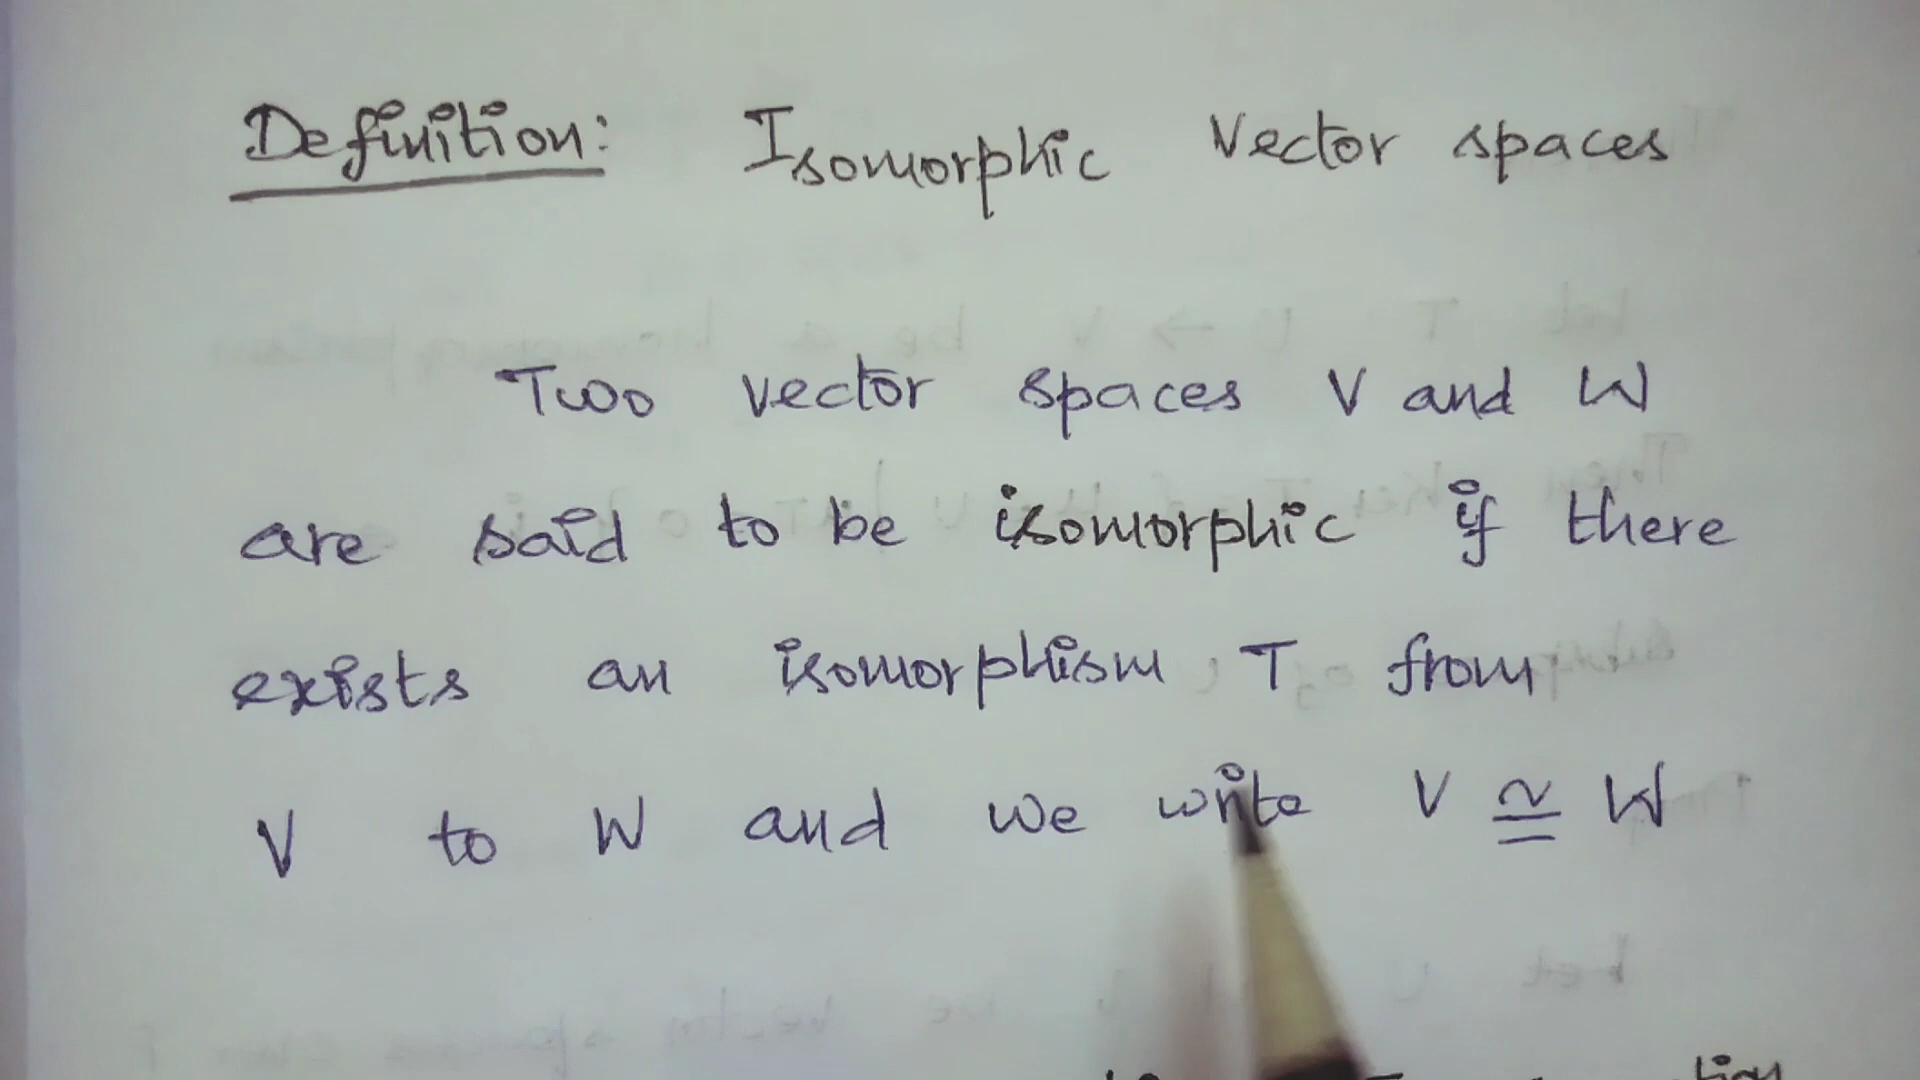 Definition: Isomorphic Vector spaces
Two vector spaces V and W
are said to be isomorphic if there
exists an isomorphism T from
V to W and we write V ≅ W